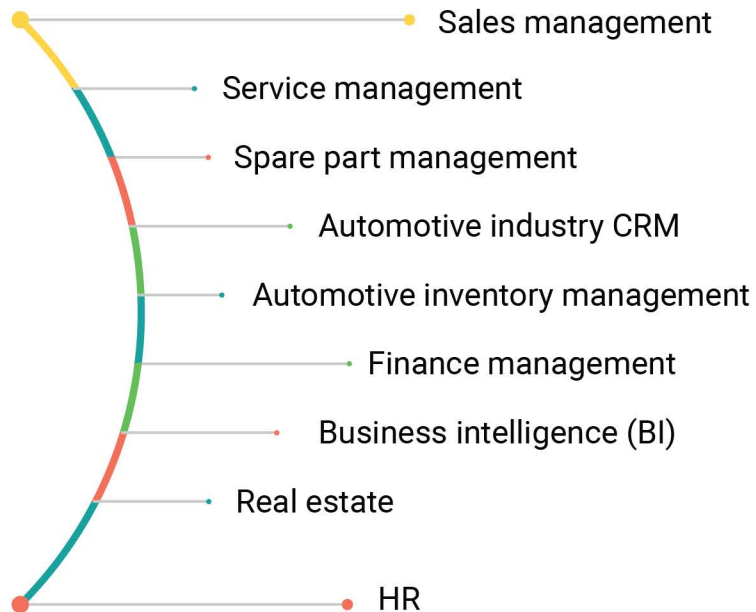 Sales management
Service management
Spare part management
Automotive industry CRM
Automotive inventory management
Finance management
Business intelligence (BI)
Real estate
HR